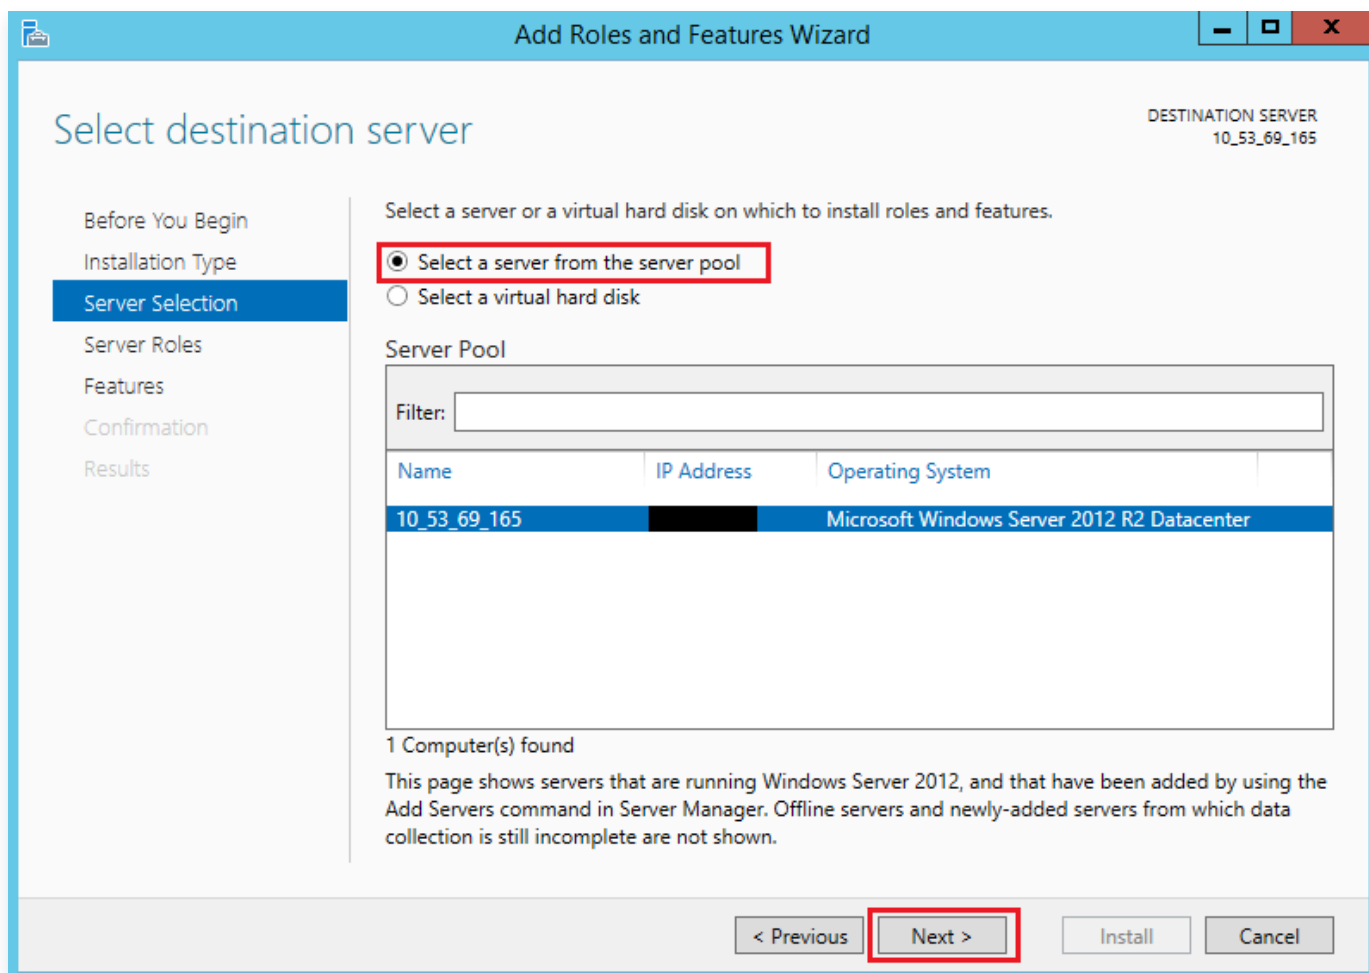 Add Roles and Features Wizard
Select destination server
DESTINATION SERVER
10_53_69_165
Before You Begin
Installation Type
Server Selection
Server Roles
Features
Confirmation
Results
Select a server or a virtual hard disk on which to install roles and features.
Select a server from the server pool
Select a virtual hard disk
Server Pool
Filter:
Name IP Address Operating System
10_53_69_165 Microsoft Windows Server 2012 R2 Datacenter
1 Computer(s) found
This page shows servers that are running Windows Server 2012, and that have been added by using the
Add Servers command in Server Manager. Offline servers and newly-added servers from which data
collection is still incomplete are not shown.
< Previous Next > Install Cancel